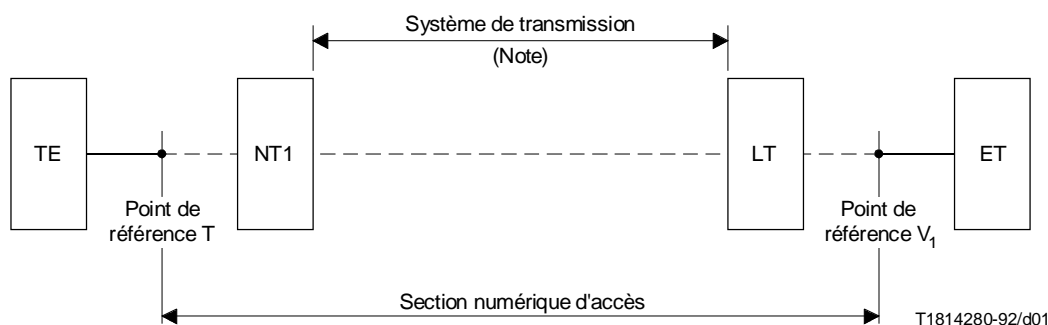 Système de transmission
(Note)
TE
NT1
LT
ET
Point de
référence T
Point de
référence V1
Section numérique d'accès
T1814280-92/d01